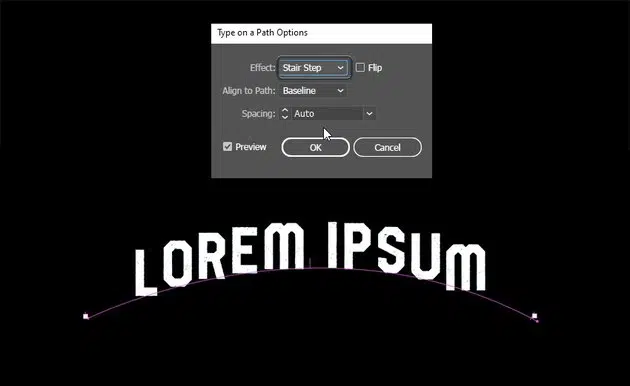 Type on a Path Options
Effect: Stair Step Flip
Align to Path: Baseline
Spacing: Auto
Preview OK Cancel
LOREM IPSUM